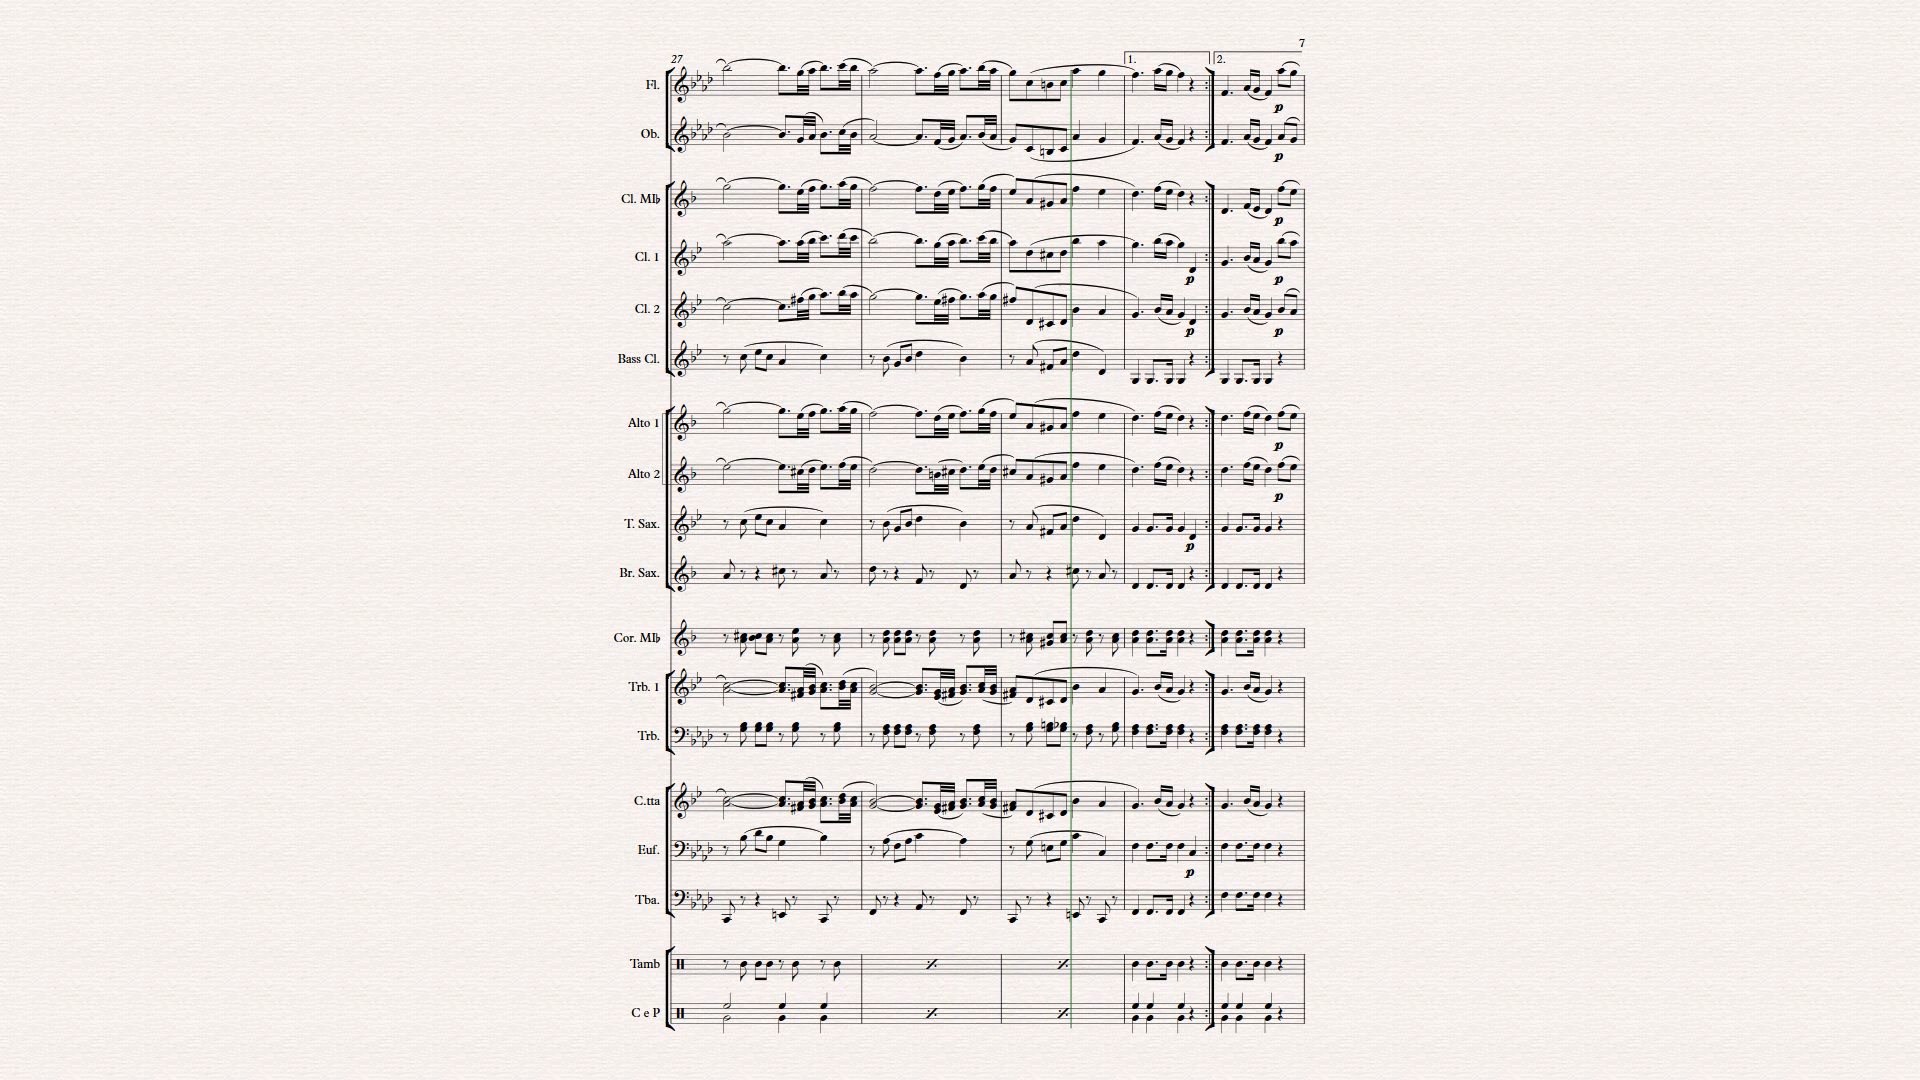 7
27
1.
2.
Fl.
p
Ob.
p
Cl. MI♭
p
Cl. 1
p
p
Cl. 2
p
p
Bass Cl.
Alto 1
p
Alto 2
p
T. Sax.
p
Br. Sax.
Cor. MI♭
Trb. 1
Trb.
C.tta
Euf.
p
Tba.
Tamb
C e P